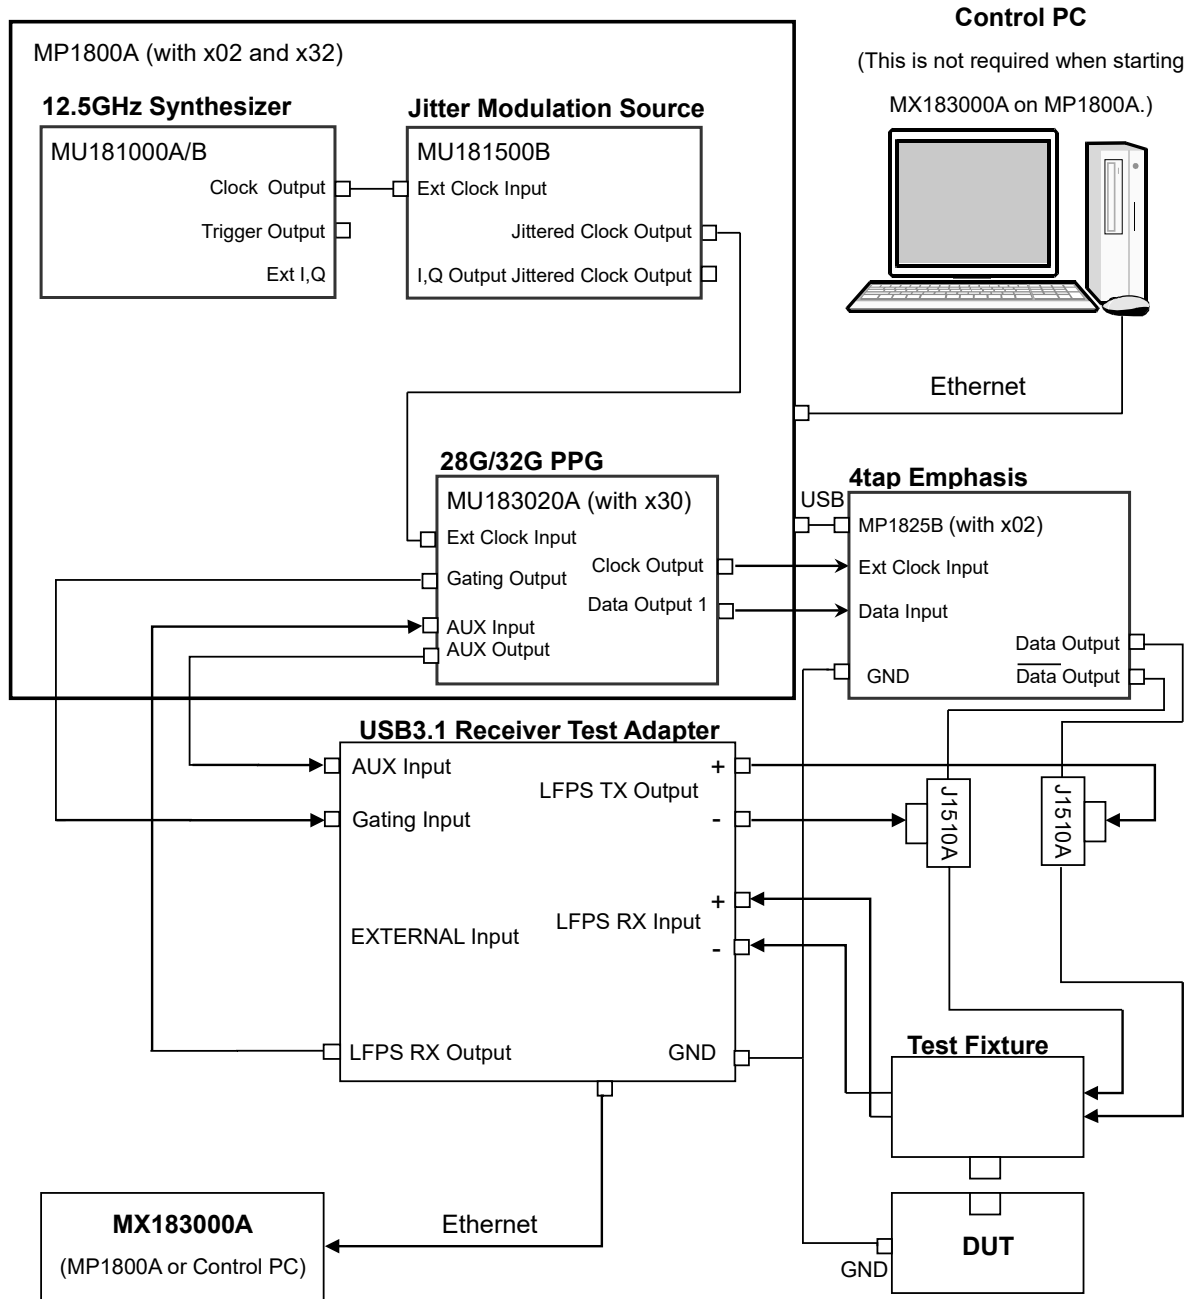 Control PC
(This is not required when starting
MX183000A on MP1800A.)
MP1800A (with x02 and x32)
12.5GHz Synthesizer
MU181000A/B
Clock Output
Trigger Output
Ext I,Q
Jitter Modulation Source
MU181500B
Ext Clock Input
Jittered Clock Output
I,Q Output Jittered Clock Output
Ethernet
28G/32G PPG
MU183020A (with x30)
Ext Clock Input
Gating Output
AUX Input
AUX Output
Clock Output
Data Output 1
4tap Emphasis
USB
MP1825B (with x02)
Ext Clock Input
Data Input
Data Output
GND
Data Output
USB3.1 Receiver Test Adapter
AUX Input
Gating Input
EXTERNAL Input
LFPS RX Output
+
LFPS TX Output
-
+
LFPS RX Input
-
GND
J1510A
J1510A
Test Fixture
MX183000A
(MP1800A or Control PC)
Ethernet
DUT
GND